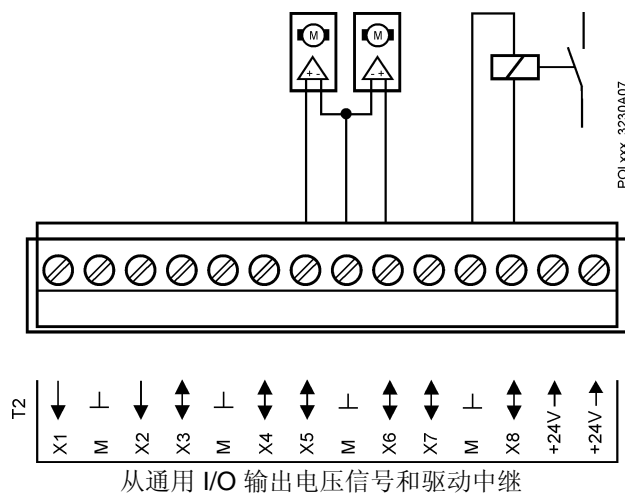 M M
+ - - +
POLxxx_3230A07
T2
X1 M X2 X3 M X4 X5 M X6 X7 M X8 +24V +24V
从通用 I/O 输出电压信号和驱动中继